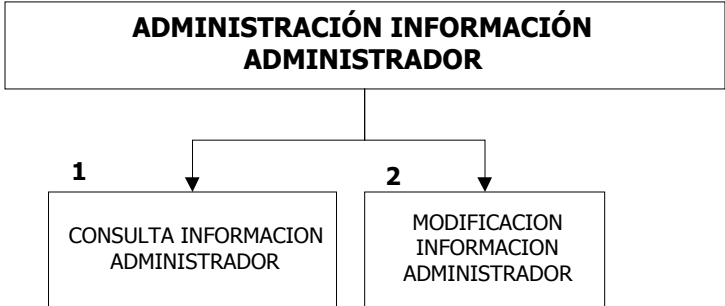 ADMINISTRACIÓN INFORMACIÓN
ADMINISTRADOR
1
2
CONSULTA INFORMACION
ADMINISTRADOR
MODIFICACION
INFORMACION
ADMINISTRADOR